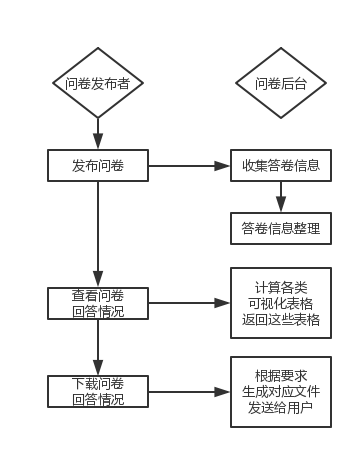 问卷发布者
问卷后台
发布问卷
收集答卷信息
答卷信息整理
查看问卷
回答情况
计算各类
可视化表格
返回这些表格
下载问卷
回答情况
根据要求
生成对应文件
发送给用户